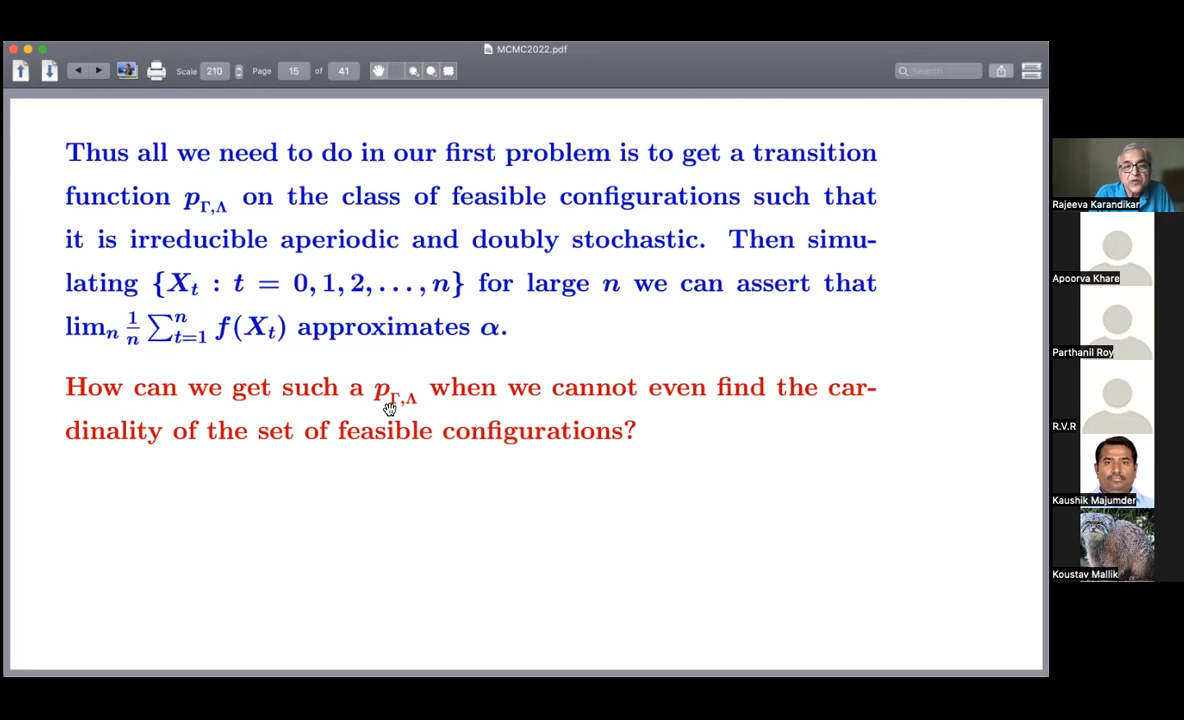 MCMC2022.pdf
Scale 210 Page 15 of 41 Search
Thus all we need to do in our first problem is to get a transition
function p_{Γ,Λ} on the class of feasible configurations such that
it is irreducible aperiodic and doubly stochastic. Then simu-
lating {X_t : t = 0, 1, 2, . . . , n} for large n we can assert that
lim_n \frac{1}{n} \sum_{t=1}^{n} f(X_t) approximates α.
How can we get such a p_{Γ,Λ} when we cannot even find the car-
dinality of the set of feasible configurations?
Rajeeva Karandikar
Apoorva Khare
Parthanil Roy
R.V.R
Kaushik Majumder
Koustav Mallik